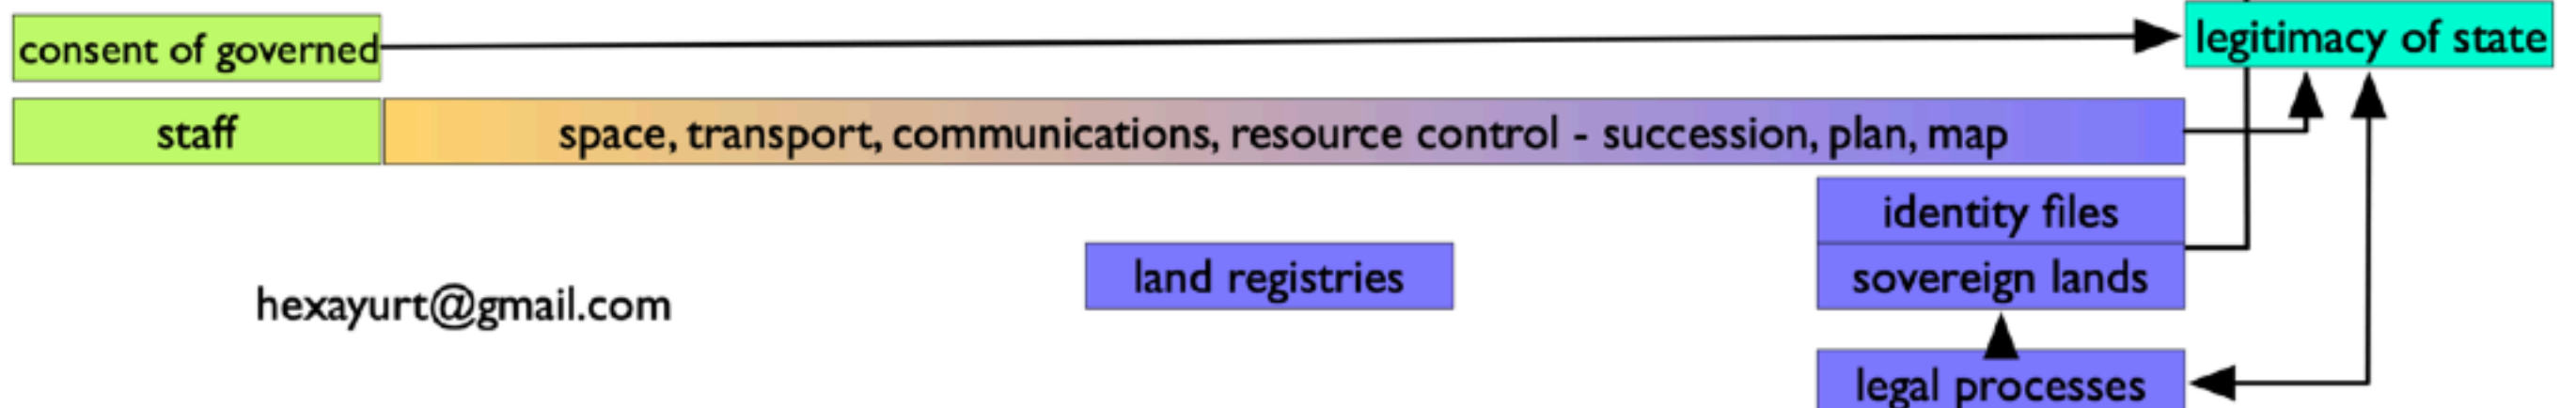 consent of governed
legitimacy of state
staff
space, transport, communications, resource control - succession, plan, map
identity files
land registries
sovereign lands
hexayurt@gmail.com
legal processes